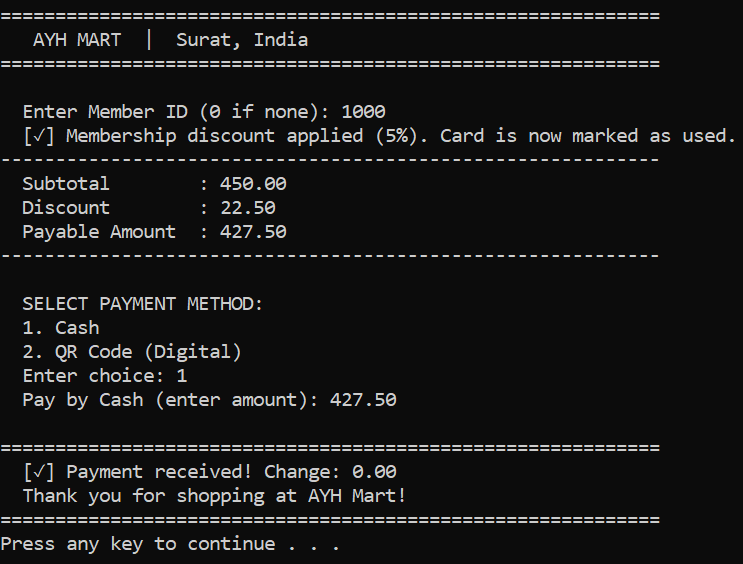 ============================================================
AYH MART | Surat, India
============================================================
Enter Member ID (0 if none): 1000
[✓] Membership discount applied (5%). Card is now marked as used.
------------------------------------------------------------
Subtotal : 450.00
Discount : 22.50
Payable Amount : 427.50
------------------------------------------------------------
SELECT PAYMENT METHOD:
1. Cash
2. QR Code (Digital)
Enter choice: 1
Pay by Cash (enter amount): 427.50
============================================================
[✓] Payment received! Change: 0.00
Thank you for shopping at AYH Mart!
============================================================
Press any key to continue . . .